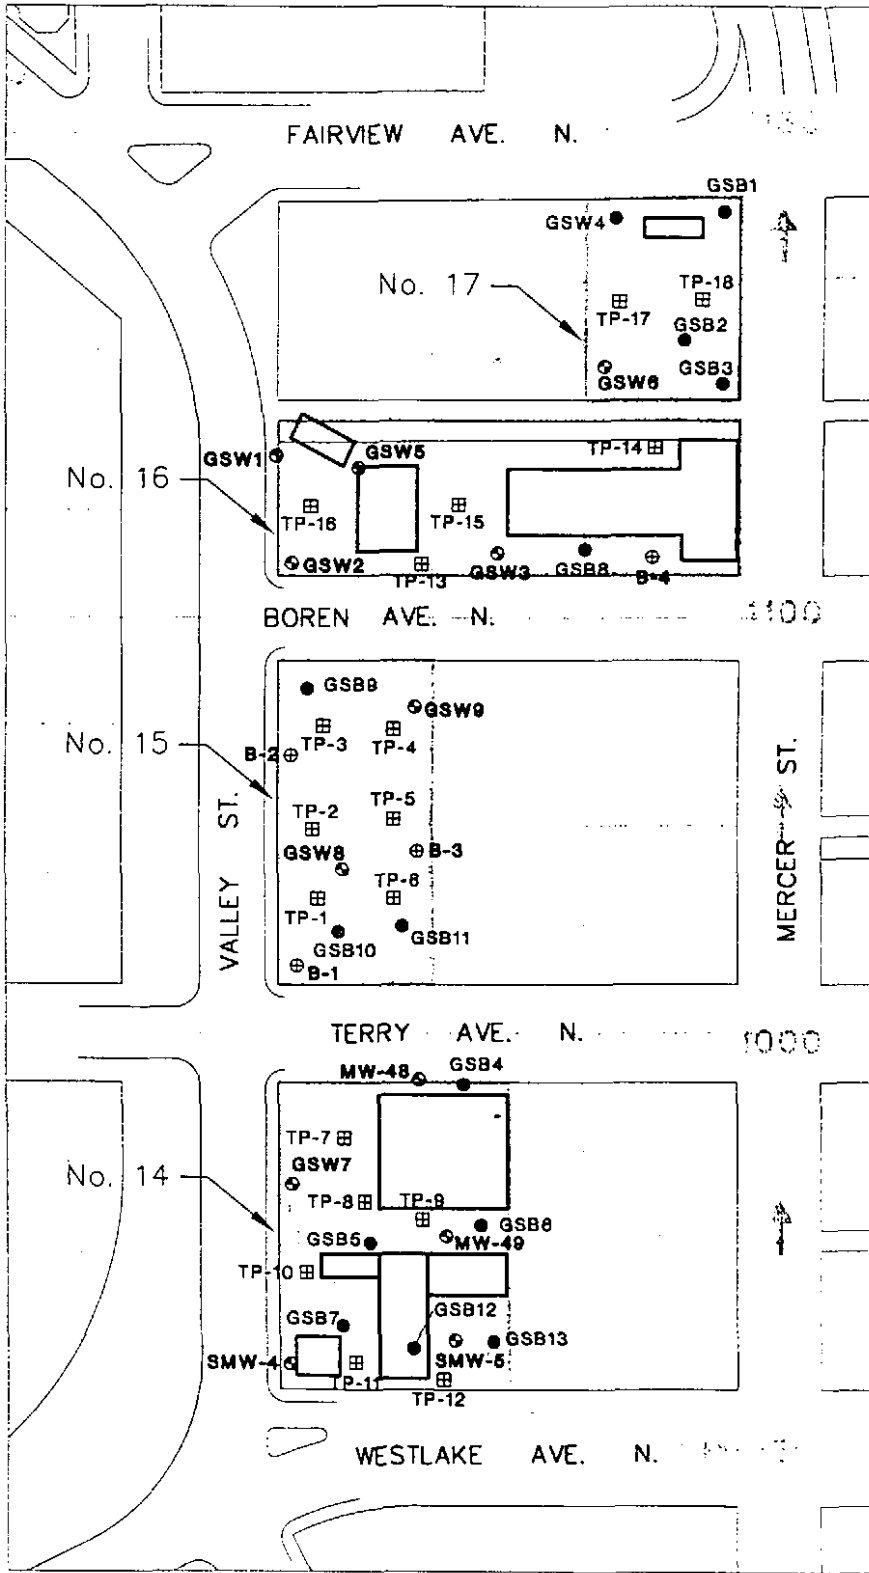 FAIRVIEW AVE. N.
GSB1
GSW4
No. 17
TP-18
TP-17
GSB2
GSB3
GSW6
TP-14
GSW1
GSW5
No. 16
TP-16
TP-15
GSW2
TP-13
GSW3
GSB8
B-4
BOREN AVE. N.
1100
GSB9
GSW9
No. 15
B-2
TP-3
TP-4
MERCER ST.
VALLEY ST.
TP-2
TP-5
GSW8
B-3
TP-6
TP-1
GSB10
GSB11
B-1
TERRY AVE. N.
1000
MW-48
GSB4
TP-7
GSW7
No. 14
TP-8
TP-9
GSB6
GSB5
MW-49
TP-10
GSB12
GSB7
GSB13
SMW-4
SMW-5
TP-11
TP-12
WESTLAKE AVE. N.